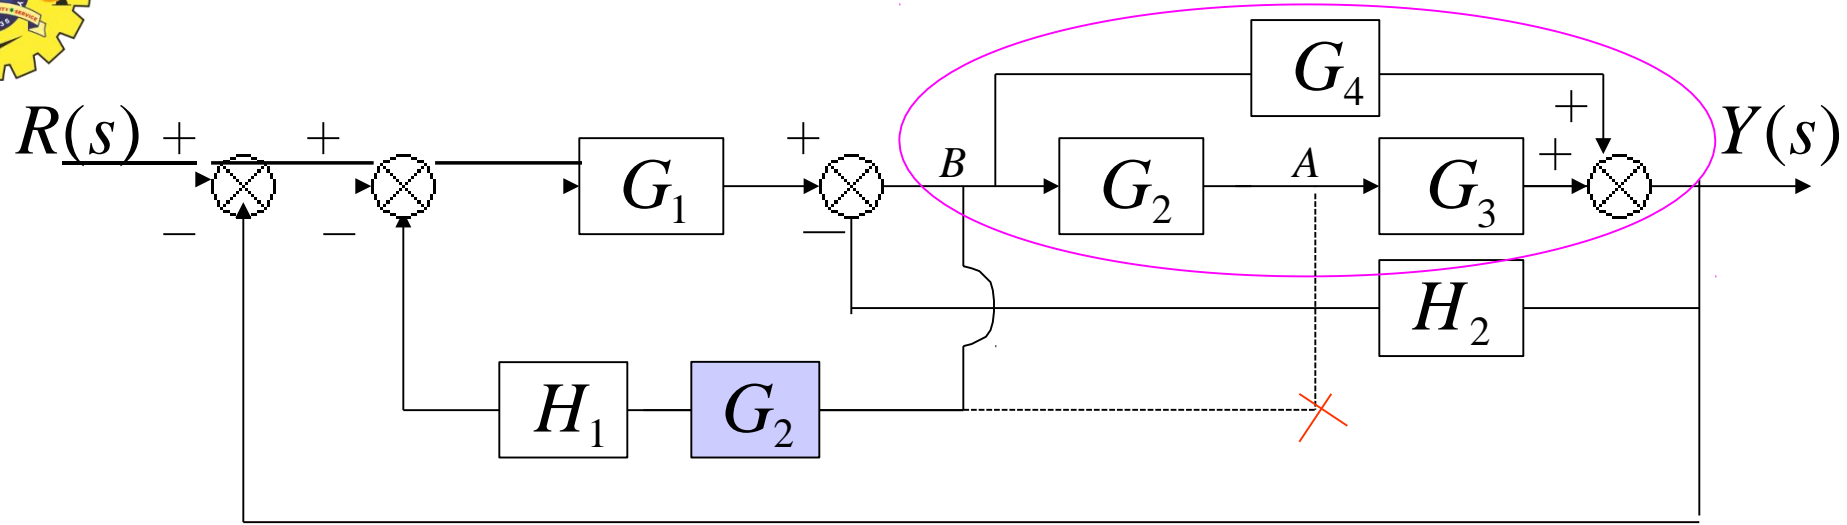 G4
R(s) + + + B G2 A G3 + + Y(s)
G1
− − −
H2
H1 G2